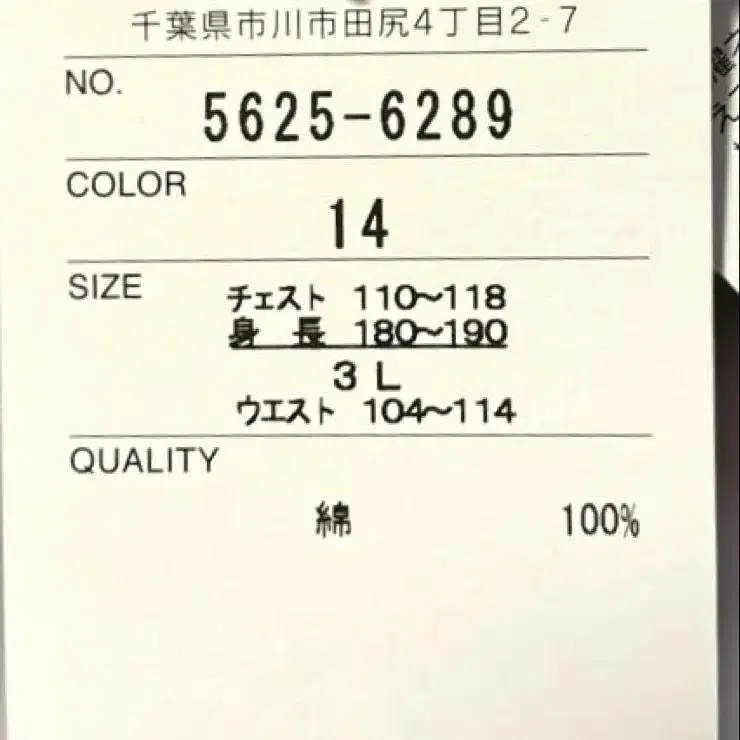 千葉県市川市田尻4丁目2-7
NO.
5625-6289
COLOR
14
SIZE
チェスト 110〜118
身 長 180〜190
3L
ウエスト 104〜114
QUALITY
綿 100%